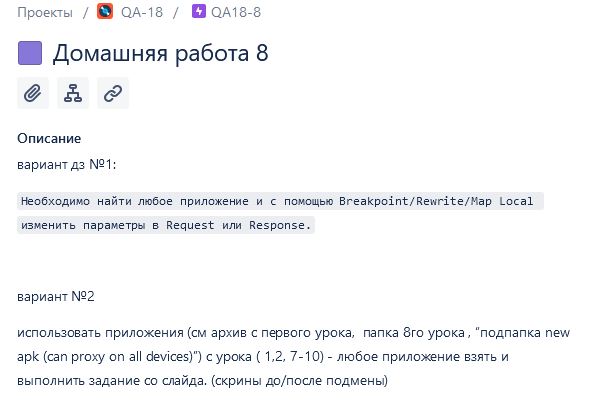 Проекты / QA-18 / QA18-8
Домашняя работа 8
Описание
вариант дз №1:
Необходимо найти любое приложение и с помощью Breakpoint/Rewrite/Map Local
изменить параметры в Request или Response.
вариант №2
использовать приложения (см архив с первого урока, папка 8го урока , "подпапка new
apk (can proxy on all devices)") с урока ( 1,2, 7-10) - любое приложение взять и
выполнить задание со слайда. (скрины до/после подмены)